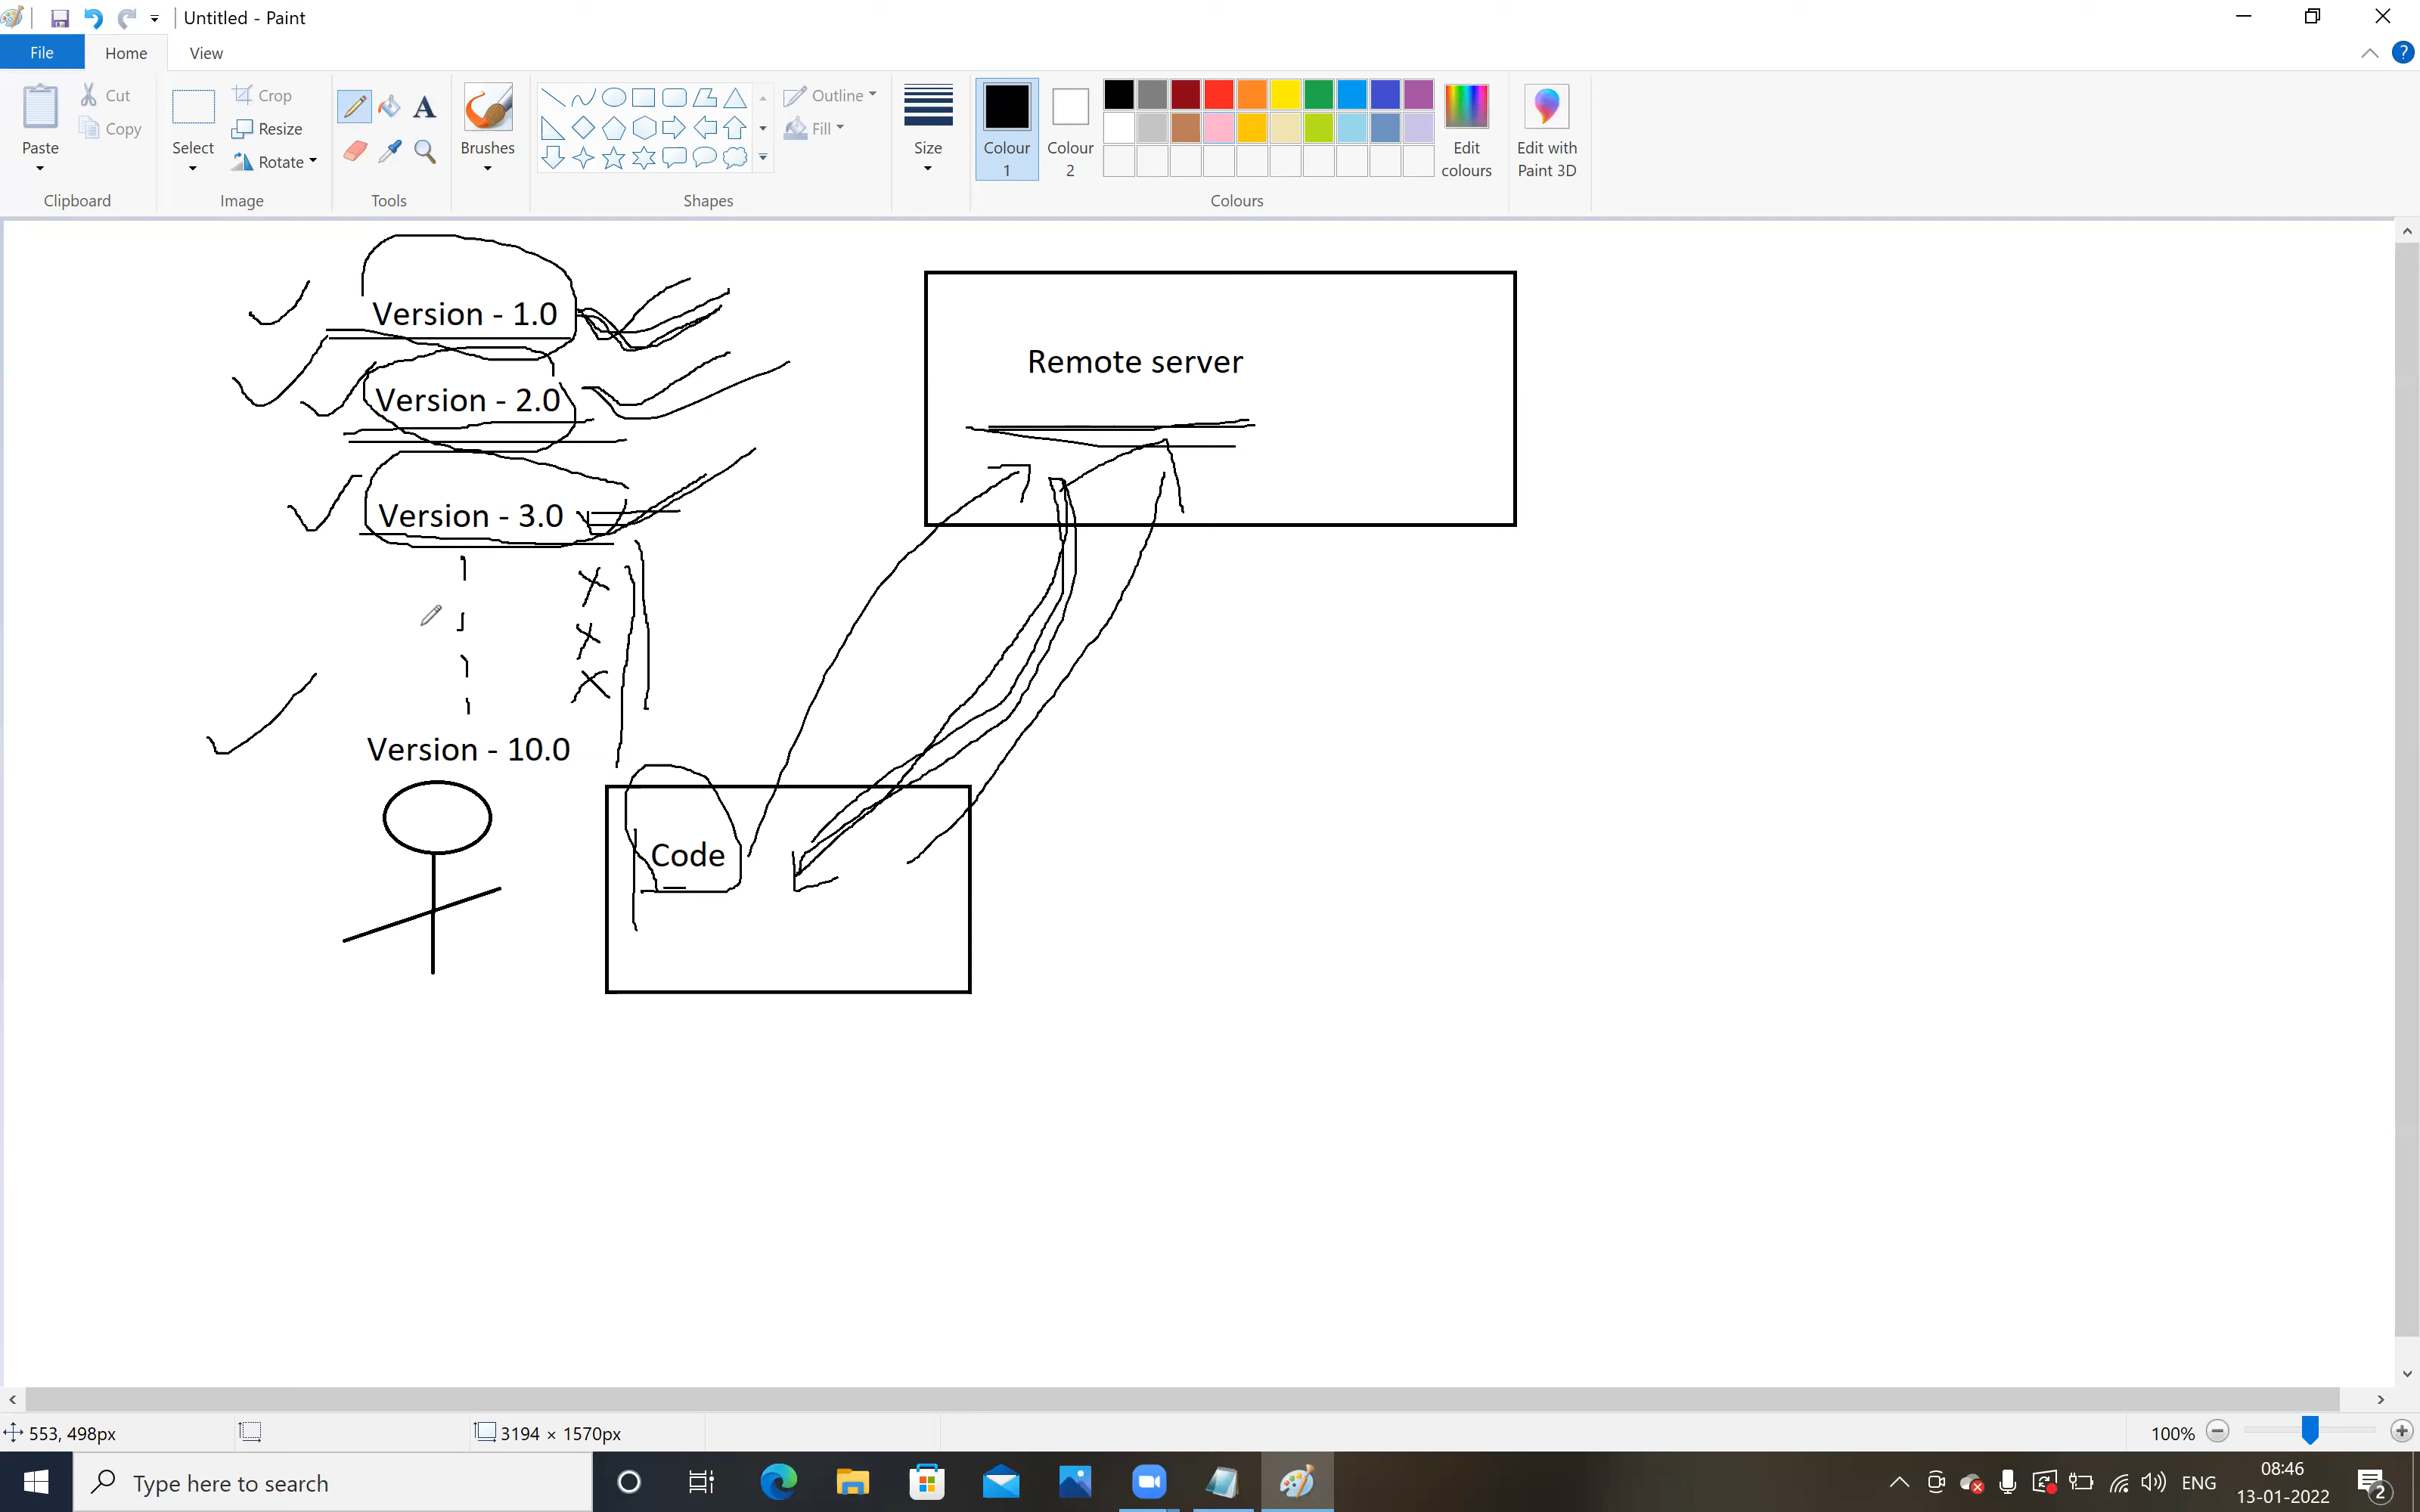 Untitled - Paint
File Home View
Cut
Copy
Paste
Clipboard
Crop
Resize
Rotate
Select
Image
Tools
Brushes
Shapes
Outline
Fill
Size
Colour 1
Colour 2
Edit colours
Edit with Paint 3D
Colours
Version - 1.0
Version - 2.0
Version - 3.0
Version - 10.0
Remote server
Code
553, 498px
3194 × 1570px
100%
Type here to search
ENG
08:46
13-01-2022
2